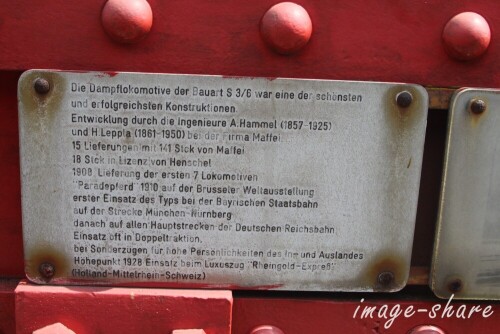 Die Dampflokomotive der Bauart S 3/6 war eine der schönsten
und erfolgreichsten Konstruktionen.
Entwicklung durch die Ingenieure A.Hammel (1857-1925)
und H.Leppla (1861-1950) bei der Firma Maffei.
15 Lieferungen mit 141 Stck von Maffei
18 Stck in Lizenz von Henschel
1908 Lieferung der ersten 7 Lokomotiven
"Paradepferd" 1910 auf der Brüsseler Weltausstellung
erster Einsatz des Typs bei der Bayrischen Staatsbahn
auf der Strecke München-Nürnberg
danach auf allen Hauptstrecken der Deutschen Reichsbahn
Einsatz oft in Doppeltraktion.
bei Sonderzügen für hohe Persönlichkeiten des In- und Auslandes
Höhepunkt 1928 Einsatz beim Luxuszug "Rheingold-Expreß"
(Holland-Mittelrhein-Schweiz)
image-share